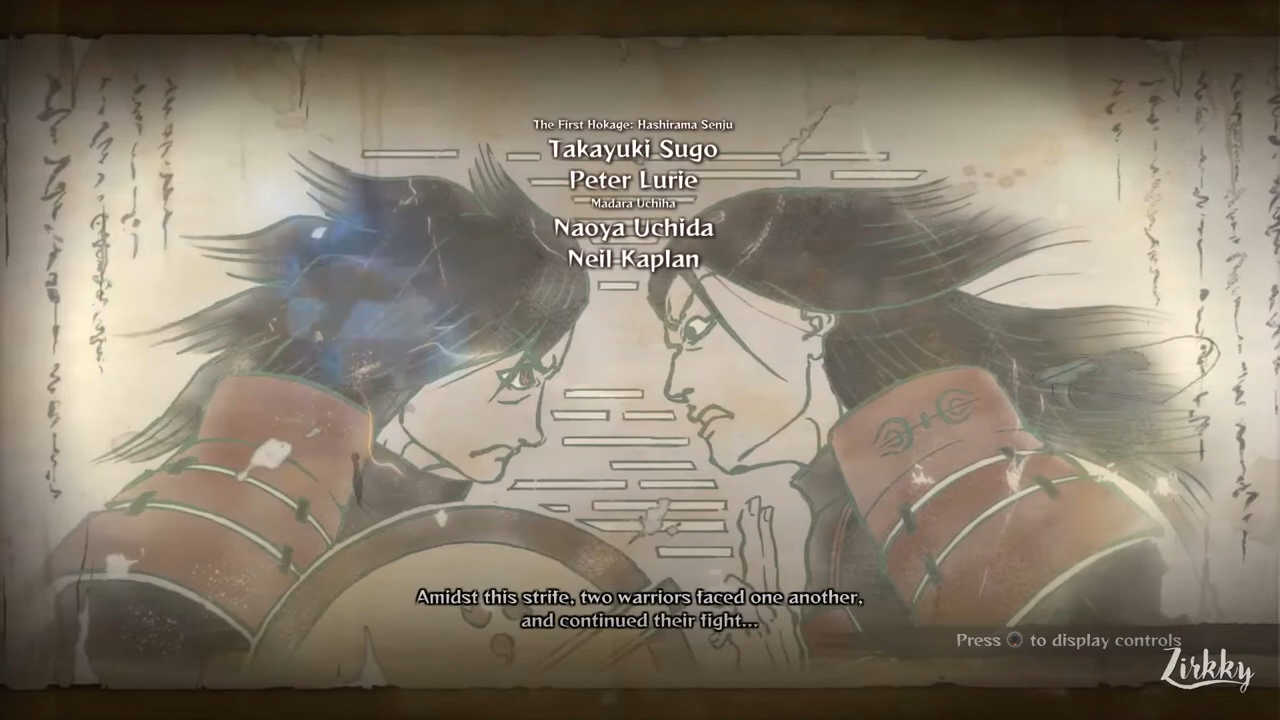 The First Hokage: Hashirama Senju
Takayuki Sugo
Peter Lurie
Madara Uchiha
Naoya Uchida
Neil Kaplan
Amidst this strife, two warriors faced one another,
and continued their fight...
Press to display controls
Zirkky